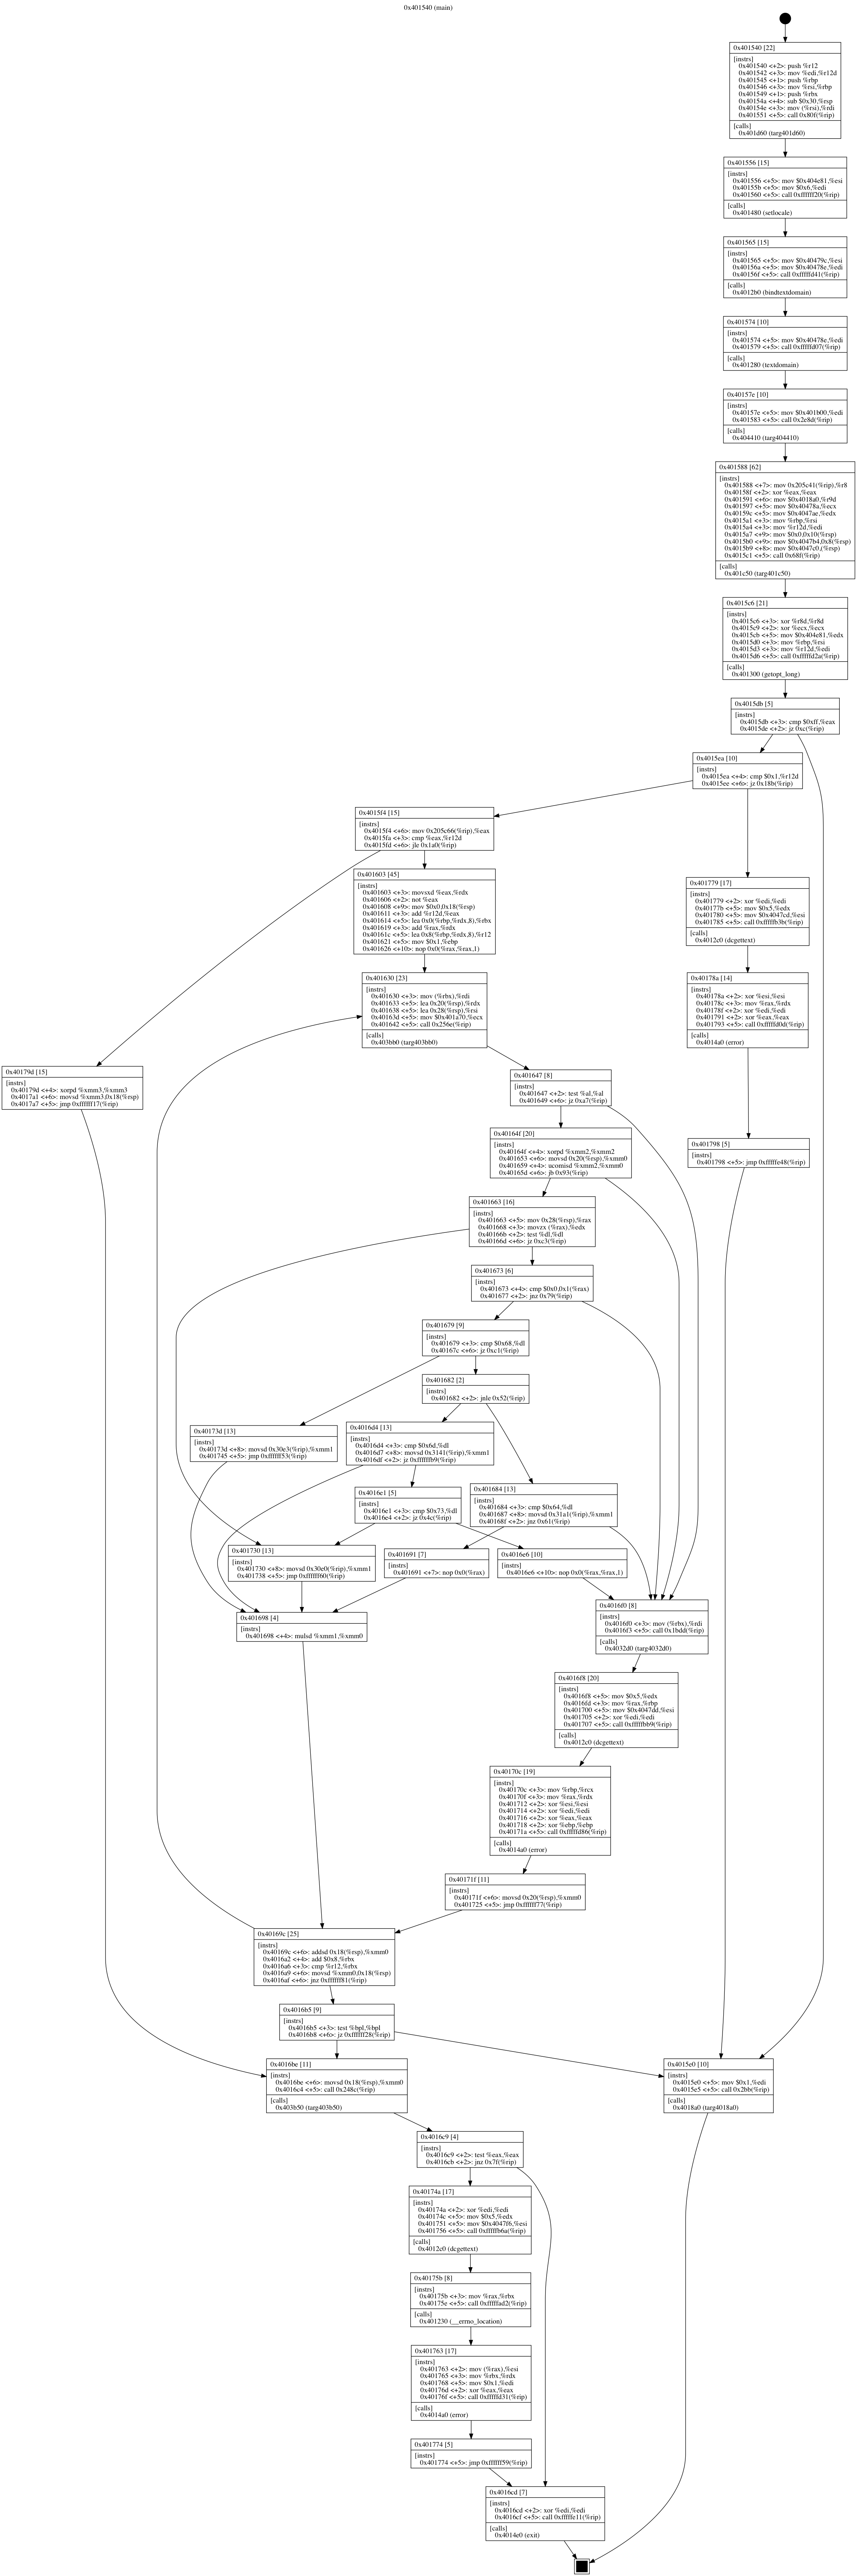 0x401540 (main)
0x401540 [22]
[instrs]
0x401540 <+2>: push %r12
0x401542 <+3>: mov %edi,%r12d
0x401545 <+1>: push %rbp
0x401546 <+3>: mov %rsi,%rbp
0x401549 <+1>: push %rbx
0x40154a <+4>: sub $0x30,%rsp
0x40154e <+3>: mov (%rsi),%rdi
0x401551 <+5>: call 0x80f(%rip)
[calls]
0x401d60 (targ401d60)
0x401556 [15]
[instrs]
0x401556 <+5>: mov $0x404e81,%esi
0x40155b <+5>: mov $0x6,%edi
0x401560 <+5>: call 0xffffff20(%rip)
[calls]
0x401480 (setlocale)
0x401565 [15]
[instrs]
0x401565 <+5>: mov $0x40479c,%esi
0x40156a <+5>: mov $0x40478e,%edi
0x40156f <+5>: call 0xfffffd41(%rip)
[calls]
0x4012b0 (bindtextdomain)
0x401574 [10]
[instrs]
0x401574 <+5>: mov $0x40478e,%edi
0x401579 <+5>: call 0xfffffd07(%rip)
[calls]
0x401280 (textdomain)
0x40157e [10]
[instrs]
0x40157e <+5>: mov $0x401b00,%edi
0x401583 <+5>: call 0x2e8d(%rip)
[calls]
0x404410 (targ404410)
0x401588 [62]
[instrs]
0x401588 <+7>: mov 0x205c41(%rip),%r8
0x40158f <+2>: xor %eax,%eax
0x401591 <+6>: mov $0x4018a0,%r9d
0x401597 <+5>: mov $0x40478a,%ecx
0x40159c <+5>: mov $0x4047ae,%edx
0x4015a1 <+3>: mov %rbp,%rsi
0x4015a4 <+3>: mov %r12d,%edi
0x4015a7 <+9>: mov $0x0,0x10(%rsp)
0x4015b0 <+9>: mov $0x4047b4,0x8(%rsp)
0x4015b9 <+8>: mov $0x4047c0,(%rsp)
0x4015c1 <+5>: call 0x68f(%rip)
[calls]
0x401c50 (targ401c50)
0x4015c6 [21]
[instrs]
0x4015c6 <+3>: xor %r8d,%r8d
0x4015c9 <+2>: xor %ecx,%ecx
0x4015cb <+5>: mov $0x404e81,%edx
0x4015d0 <+3>: mov %rbp,%rsi
0x4015d3 <+3>: mov %r12d,%edi
0x4015d6 <+5>: call 0xfffffd2a(%rip)
[calls]
0x401300 (getopt_long)
0x4015db [5]
[instrs]
0x4015db <+3>: cmp $0xff,%eax
0x4015de <+2>: jz 0xc(%rip)
0x4015ea [10]
[instrs]
0x4015ea <+4>: cmp $0x1,%r12d
0x4015ee <+6>: jz 0x18b(%rip)
0x4015f4 [15]
[instrs]
0x4015f4 <+6>: mov 0x205c66(%rip),%eax
0x4015fa <+3>: cmp %eax,%r12d
0x4015fd <+6>: jle 0x1a0(%rip)
0x401603 [45]
[instrs]
0x401603 <+3>: movsxd %eax,%rdx
0x401606 <+2>: not %eax
0x401608 <+9>: mov $0x0,0x18(%rsp)
0x401611 <+3>: add %r12d,%eax
0x401614 <+5>: lea 0x0(%rbp,%rdx,8),%rbx
0x401619 <+3>: add %rax,%rdx
0x40161c <+5>: lea 0x8(%rbp,%rdx,8),%r12
0x401621 <+5>: mov $0x1,%ebp
0x401626 <+10>: nop 0x0(%rax,%rax,1)
0x401779 [17]
[instrs]
0x401779 <+2>: xor %edi,%edi
0x40177b <+5>: mov $0x5,%edx
0x401780 <+5>: mov $0x4047cd,%esi
0x401785 <+5>: call 0xfffffb3b(%rip)
[calls]
0x4012c0 (dcgettext)
0x401630 [23]
[instrs]
0x401630 <+3>: mov (%rbx),%rdi
0x401633 <+5>: lea 0x20(%rsp),%rdx
0x401638 <+5>: lea 0x28(%rsp),%rsi
0x40163d <+5>: mov $0x401a70,%ecx
0x401642 <+5>: call 0x256e(%rip)
[calls]
0x403bb0 (targ403bb0)
0x40178a [14]
[instrs]
0x40178a <+2>: xor %esi,%esi
0x40178c <+3>: mov %rax,%rdx
0x40178f <+2>: xor %edi,%edi
0x401791 <+2>: xor %eax,%eax
0x401793 <+5>: call 0xfffffd0d(%rip)
[calls]
0x4014a0 (error)
0x40179d [15]
[instrs]
0x40179d <+4>: xorpd %xmm3,%xmm3
0x4017a1 <+6>: movsd %xmm3,0x18(%rsp)
0x4017a7 <+5>: jmp 0xffffff17(%rip)
0x401647 [8]
[instrs]
0x401647 <+2>: test %al,%al
0x401649 <+6>: jz 0xa7(%rip)
0x40164f [20]
[instrs]
0x40164f <+4>: xorpd %xmm2,%xmm2
0x401653 <+6>: movsd 0x20(%rsp),%xmm0
0x401659 <+4>: ucomisd %xmm2,%xmm0
0x40165d <+6>: jb 0x93(%rip)
0x401798 [5]
[instrs]
0x401798 <+5>: jmp 0xfffffe48(%rip)
0x401663 [16]
[instrs]
0x401663 <+5>: mov 0x28(%rsp),%rax
0x401668 <+3>: movzx (%rax),%edx
0x40166b <+2>: test %dl,%dl
0x40166d <+6>: jz 0xc3(%rip)
0x401673 [6]
[instrs]
0x401673 <+4>: cmp $0x0,0x1(%rax)
0x401677 <+2>: jnz 0x79(%rip)
0x401679 [9]
[instrs]
0x401679 <+3>: cmp $0x68,%dl
0x40167c <+6>: jz 0xc1(%rip)
0x401682 [2]
[instrs]
0x401682 <+2>: jnle 0x52(%rip)
0x40173d [13]
[instrs]
0x40173d <+8>: movsd 0x30e3(%rip),%xmm1
0x401745 <+5>: jmp 0xffffff53(%rip)
0x4016d4 [13]
[instrs]
0x4016d4 <+3>: cmp $0x6d,%dl
0x4016d7 <+8>: movsd 0x3141(%rip),%xmm1
0x4016df <+2>: jz 0xffffffb9(%rip)
0x4016e1 [5]
[instrs]
0x4016e1 <+3>: cmp $0x73,%dl
0x4016e4 <+2>: jz 0x4c(%rip)
0x401684 [13]
[instrs]
0x401684 <+3>: cmp $0x64,%dl
0x401687 <+8>: movsd 0x31a1(%rip),%xmm1
0x40168f <+2>: jnz 0x61(%rip)
0x401730 [13]
[instrs]
0x401730 <+8>: movsd 0x30e0(%rip),%xmm1
0x401738 <+5>: jmp 0xffffff60(%rip)
0x401691 [7]
[instrs]
0x401691 <+7>: nop 0x0(%rax)
0x4016e6 [10]
[instrs]
0x4016e6 <+10>: nop 0x0(%rax,%rax,1)
0x401698 [4]
[instrs]
0x401698 <+4>: mulsd %xmm1,%xmm0
0x4016f0 [8]
[instrs]
0x4016f0 <+3>: mov (%rbx),%rdi
0x4016f3 <+5>: call 0x1bdd(%rip)
[calls]
0x4032d0 (targ4032d0)
0x4016f8 [20]
[instrs]
0x4016f8 <+5>: mov $0x5,%edx
0x4016fd <+3>: mov %rax,%rbp
0x401700 <+5>: mov $0x4047dd,%esi
0x401705 <+2>: xor %edi,%edi
0x401707 <+5>: call 0xfffffbb9(%rip)
[calls]
0x4012c0 (dcgettext)
0x40170c [19]
[instrs]
0x40170c <+3>: mov %rbp,%rcx
0x40170f <+3>: mov %rax,%rdx
0x401712 <+2>: xor %esi,%esi
0x401714 <+2>: xor %edi,%edi
0x401716 <+2>: xor %eax,%eax
0x401718 <+2>: xor %ebp,%ebp
0x40171a <+5>: call 0xfffffd86(%rip)
[calls]
0x4014a0 (error)
0x40171f [11]
[instrs]
0x40171f <+6>: movsd 0x20(%rsp),%xmm0
0x401725 <+5>: jmp 0xffffff77(%rip)
0x40169c [25]
[instrs]
0x40169c <+6>: addsd 0x18(%rsp),%xmm0
0x4016a2 <+4>: add $0x8,%rbx
0x4016a6 <+3>: cmp %r12,%rbx
0x4016a9 <+6>: movsd %xmm0,0x18(%rsp)
0x4016af <+6>: jnz 0xffffff81(%rip)
0x4016b5 [9]
[instrs]
0x4016b5 <+3>: test %bpl,%bpl
0x4016b8 <+6>: jz 0xffffff28(%rip)
0x4016be [11]
[instrs]
0x4016be <+6>: movsd 0x18(%rsp),%xmm0
0x4016c4 <+5>: call 0x248c(%rip)
[calls]
0x403b50 (targ403b50)
0x4015e0 [10]
[instrs]
0x4015e0 <+5>: mov $0x1,%edi
0x4015e5 <+5>: call 0x2bb(%rip)
[calls]
0x4018a0 (targ4018a0)
0x4016c9 [4]
[instrs]
0x4016c9 <+2>: test %eax,%eax
0x4016cb <+2>: jnz 0x7f(%rip)
0x40174a [17]
[instrs]
0x40174a <+2>: xor %edi,%edi
0x40174c <+5>: mov $0x5,%edx
0x401751 <+5>: mov $0x4047f6,%esi
0x401756 <+5>: call 0xfffffb6a(%rip)
[calls]
0x4012c0 (dcgettext)
0x40175b [8]
[instrs]
0x40175b <+3>: mov %rax,%rbx
0x40175e <+5>: call 0xfffffad2(%rip)
[calls]
0x401230 (__errno_location)
0x401763 [17]
[instrs]
0x401763 <+2>: mov (%rax),%esi
0x401765 <+3>: mov %rbx,%rdx
0x401768 <+5>: mov $0x1,%edi
0x40176d <+2>: xor %eax,%eax
0x40176f <+5>: call 0xfffffd31(%rip)
[calls]
0x4014a0 (error)
0x401774 [5]
[instrs]
0x401774 <+5>: jmp 0xffffff59(%rip)
0x4016cd [7]
[instrs]
0x4016cd <+2>: xor %edi,%edi
0x4016cf <+5>: call 0xfffffe11(%rip)
[calls]
0x4014e0 (exit)